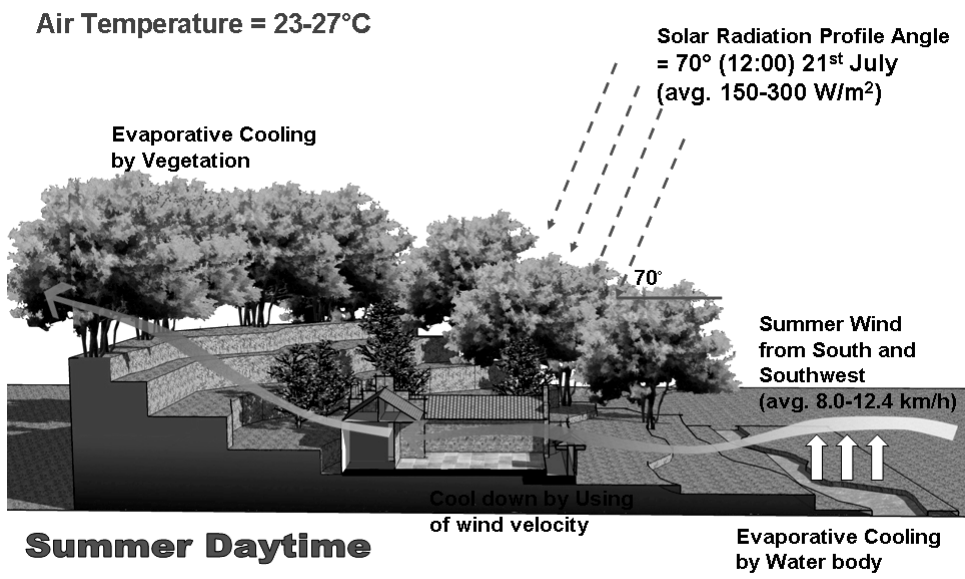 Air Temperature = 23-27°C
Solar Radiation Profile Angle
= 70° (12:00) 21st July
(avg. 150-300 W/m²)
Evaporative Cooling
by Vegetation
70°
Summer Wind
from South and
Southwest
(avg. 8.0-12.4 km/h)
Cool down by Using
of wind velocity
Evaporative Cooling
by Water body
Summer Daytime